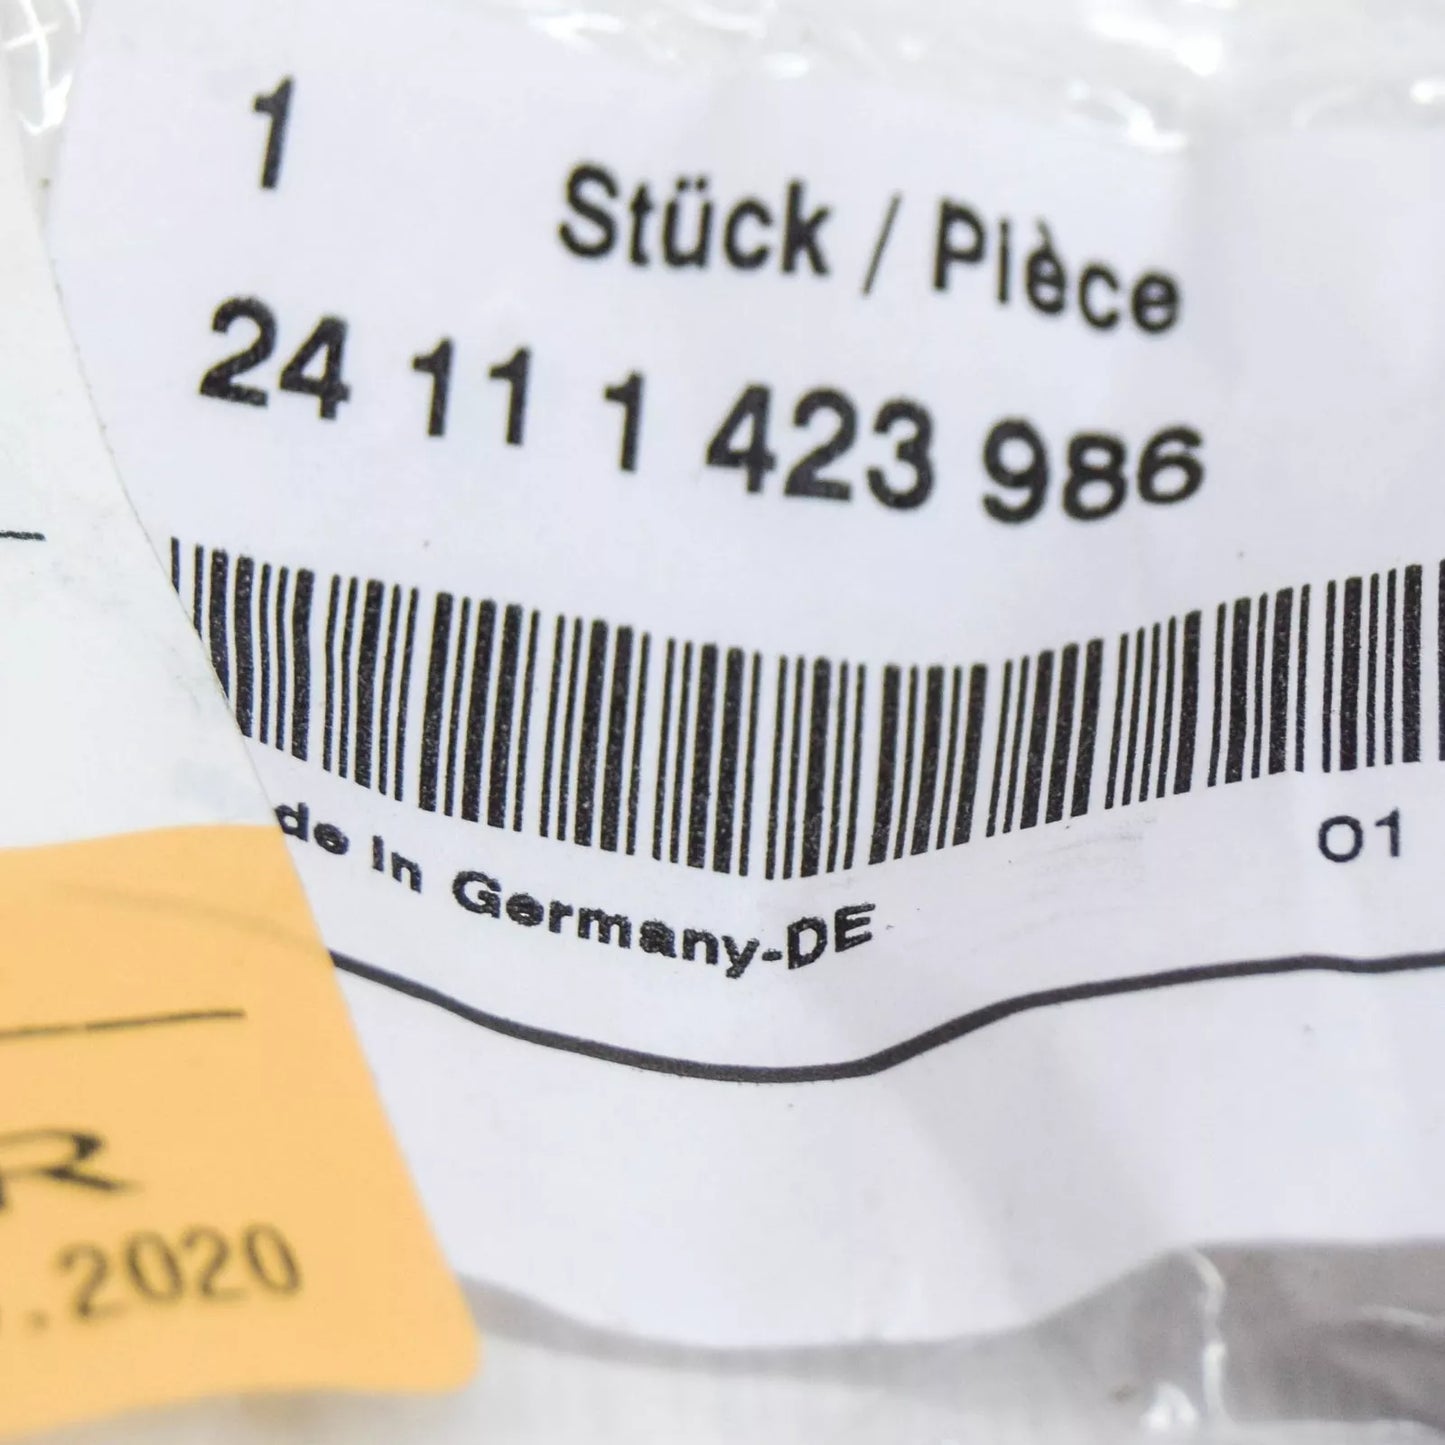 1 Stück / Pièce
24 11 1 423 986
de in Germany-DE
01
R
.2020